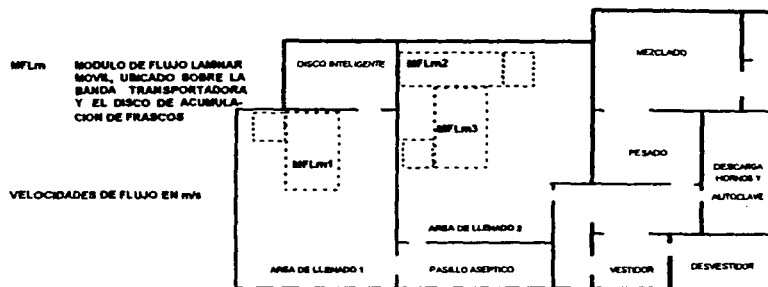 MFLm MODULO DE FLUJO LAMINAR
MOVIL, UMCADO SOBRE LA
BANDA TRANSPORTADORA
Y EL DISCO DE ACUMULA-
CION DE FRASCOS
VELOCIDADES DE FLUJO EN m/s
DISCO INTELIGENTE
MFLm2
MEZCLADO
MFLm3
MFLm1
PESADO
DESCARGA
HORNOS Y
AUTOCLAVE
AREA DE LLENADO 2
AREA DE LLENADO 1
PASILLO ASEPTICO
VESTIDOR
DESVESTIDOR